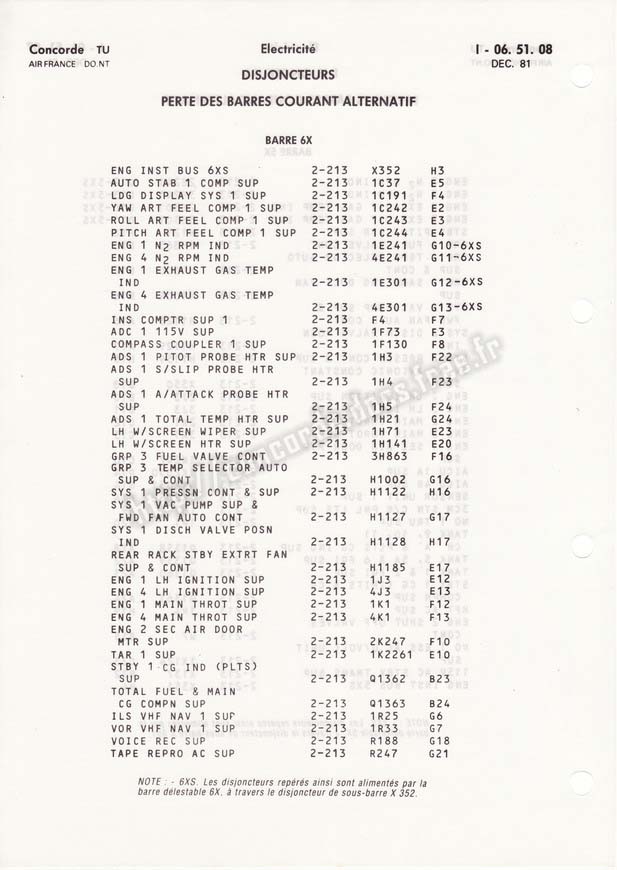 Concorde TU Electricité I - 06. 51. 08
AIR FRANCE DO.NT DEC. 81
DISJONCTEURS
PERTE DES BARRES COURANT ALTERNATIF
BARRE 6X
ENG INST BUS 6XS 2-213 X352 H3
AUTO STAB 1 COMP SUP 2-213 1C37 E5
LDG DISPLAY SYS 1 SUP 2-213 1C191 F4
YAW ART FEEL COMP 1 SUP 2-213 1C242 E2
ROLL ART FEEL COMP 1 SUP 2-213 1C243 E3
PITCH ART FEEL COMP 1 SUP 2-213 1C244 E4
ENG 1 N2 RPM IND 2-213 1E241 G10-6XS
ENG 4 N2 RPM IND 2-213 4E241 G11-6XS
ENG 1 EXHAUST GAS TEMP
IND 2-213 1E301 G12-6XS
ENG 4 EXHAUST GAS TEMP
IND 2-213 4E301 G13-6XS
INS COMPTR SUP 1 2-213 F4 F7
ADC 1 115V SUP 2-213 1F73 F3
COMPASS COUPLER 1 SUP 2-213 1F130 F8
ADS 1 PITOT PROBE HTR SUP 2-213 1H3 F22
ADS 1 S/SLIP PROBE HTR
SUP 2-213 1H4 F23
ADS 1 A/ATTACK PROBE HTR
SUP 2-213 1H5 F24
ADS 1 TOTAL TEMP HTR SUP 2-213 1H21 G24
LH W/SCREEN WIPER SUP 2-213 1H71 E23
LH W/SCREEN HTR SUP 2-213 1H141 E20
GRP 3 FUEL VALVE CONT 2-213 3H863 F16
GRP 3 TEMP SELECTOR AUTO
SUP & CONT 2-213 H1002 G16
SYS 1 PRESSN CONT & SUP 2-213 H1122 H16
SYS 1 VAC PUMP SUP &
FWD FAN AUTO CONT 2-213 H1127 G17
SYS 1 DISCH VALVE POSN
IND 2-213 H1128 H17
REAR RACK STBY EXTRT FAN
SUP & CONT 2-213 H1185 E17
ENG 1 LH IGNITION SUP 2-213 1J3 E12
ENG 4 LH IGNITION SUP 2-213 4J3 E13
ENG 1 MAIN THROT SUP 2-213 1K1 F12
ENG 4 MAIN THROT SUP 2-213 4K1 F13
ENG 2 SEC AIR DOOR
MTR SUP 2-213 2K247 F10
TAR 1 SUP 2-213 1K2261 E10
STBY 1 CG IND (PLTS)
SUP 2-213 Q1362 B23
TOTAL FUEL & MAIN
CG COMPN SUP 2-213 Q1363 B24
ILS VHF NAV 1 SUP 2-213 1R25 G6
VOR VHF NAV 1 SUP 2-213 1R33 G7
VOICE REC SUP 2-213 R188 G18
TAPE REPRO AC SUP 2-213 R247 G21
NOTE : - 6XS. Les disjoncteurs repérés ainsi sont alimentés par la
barre délestable 6X. à travers le disjoncteur de sous-barre X 352.